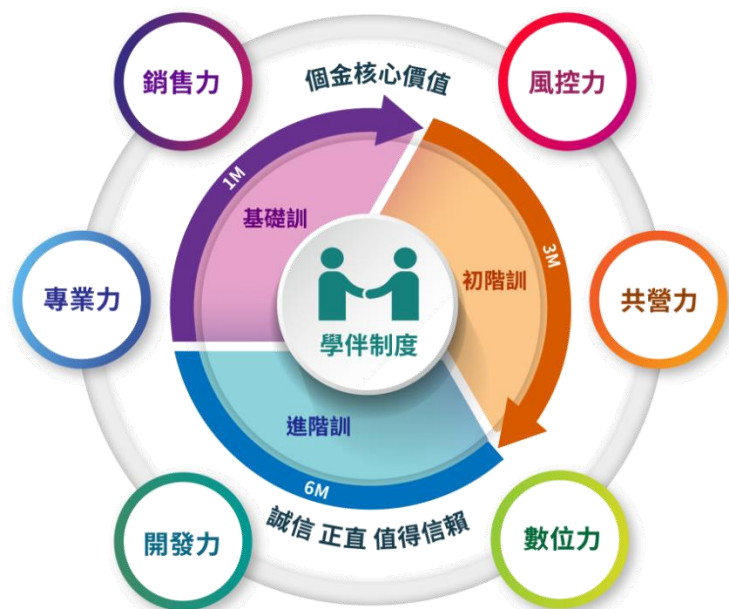 銷售力
個金核心價值
風控力
1M
基礎訓
3M
初階訓
專業力
共營力
學伴制度
進階訓
6M
誠信 正直 值得信賴
開發力
數位力